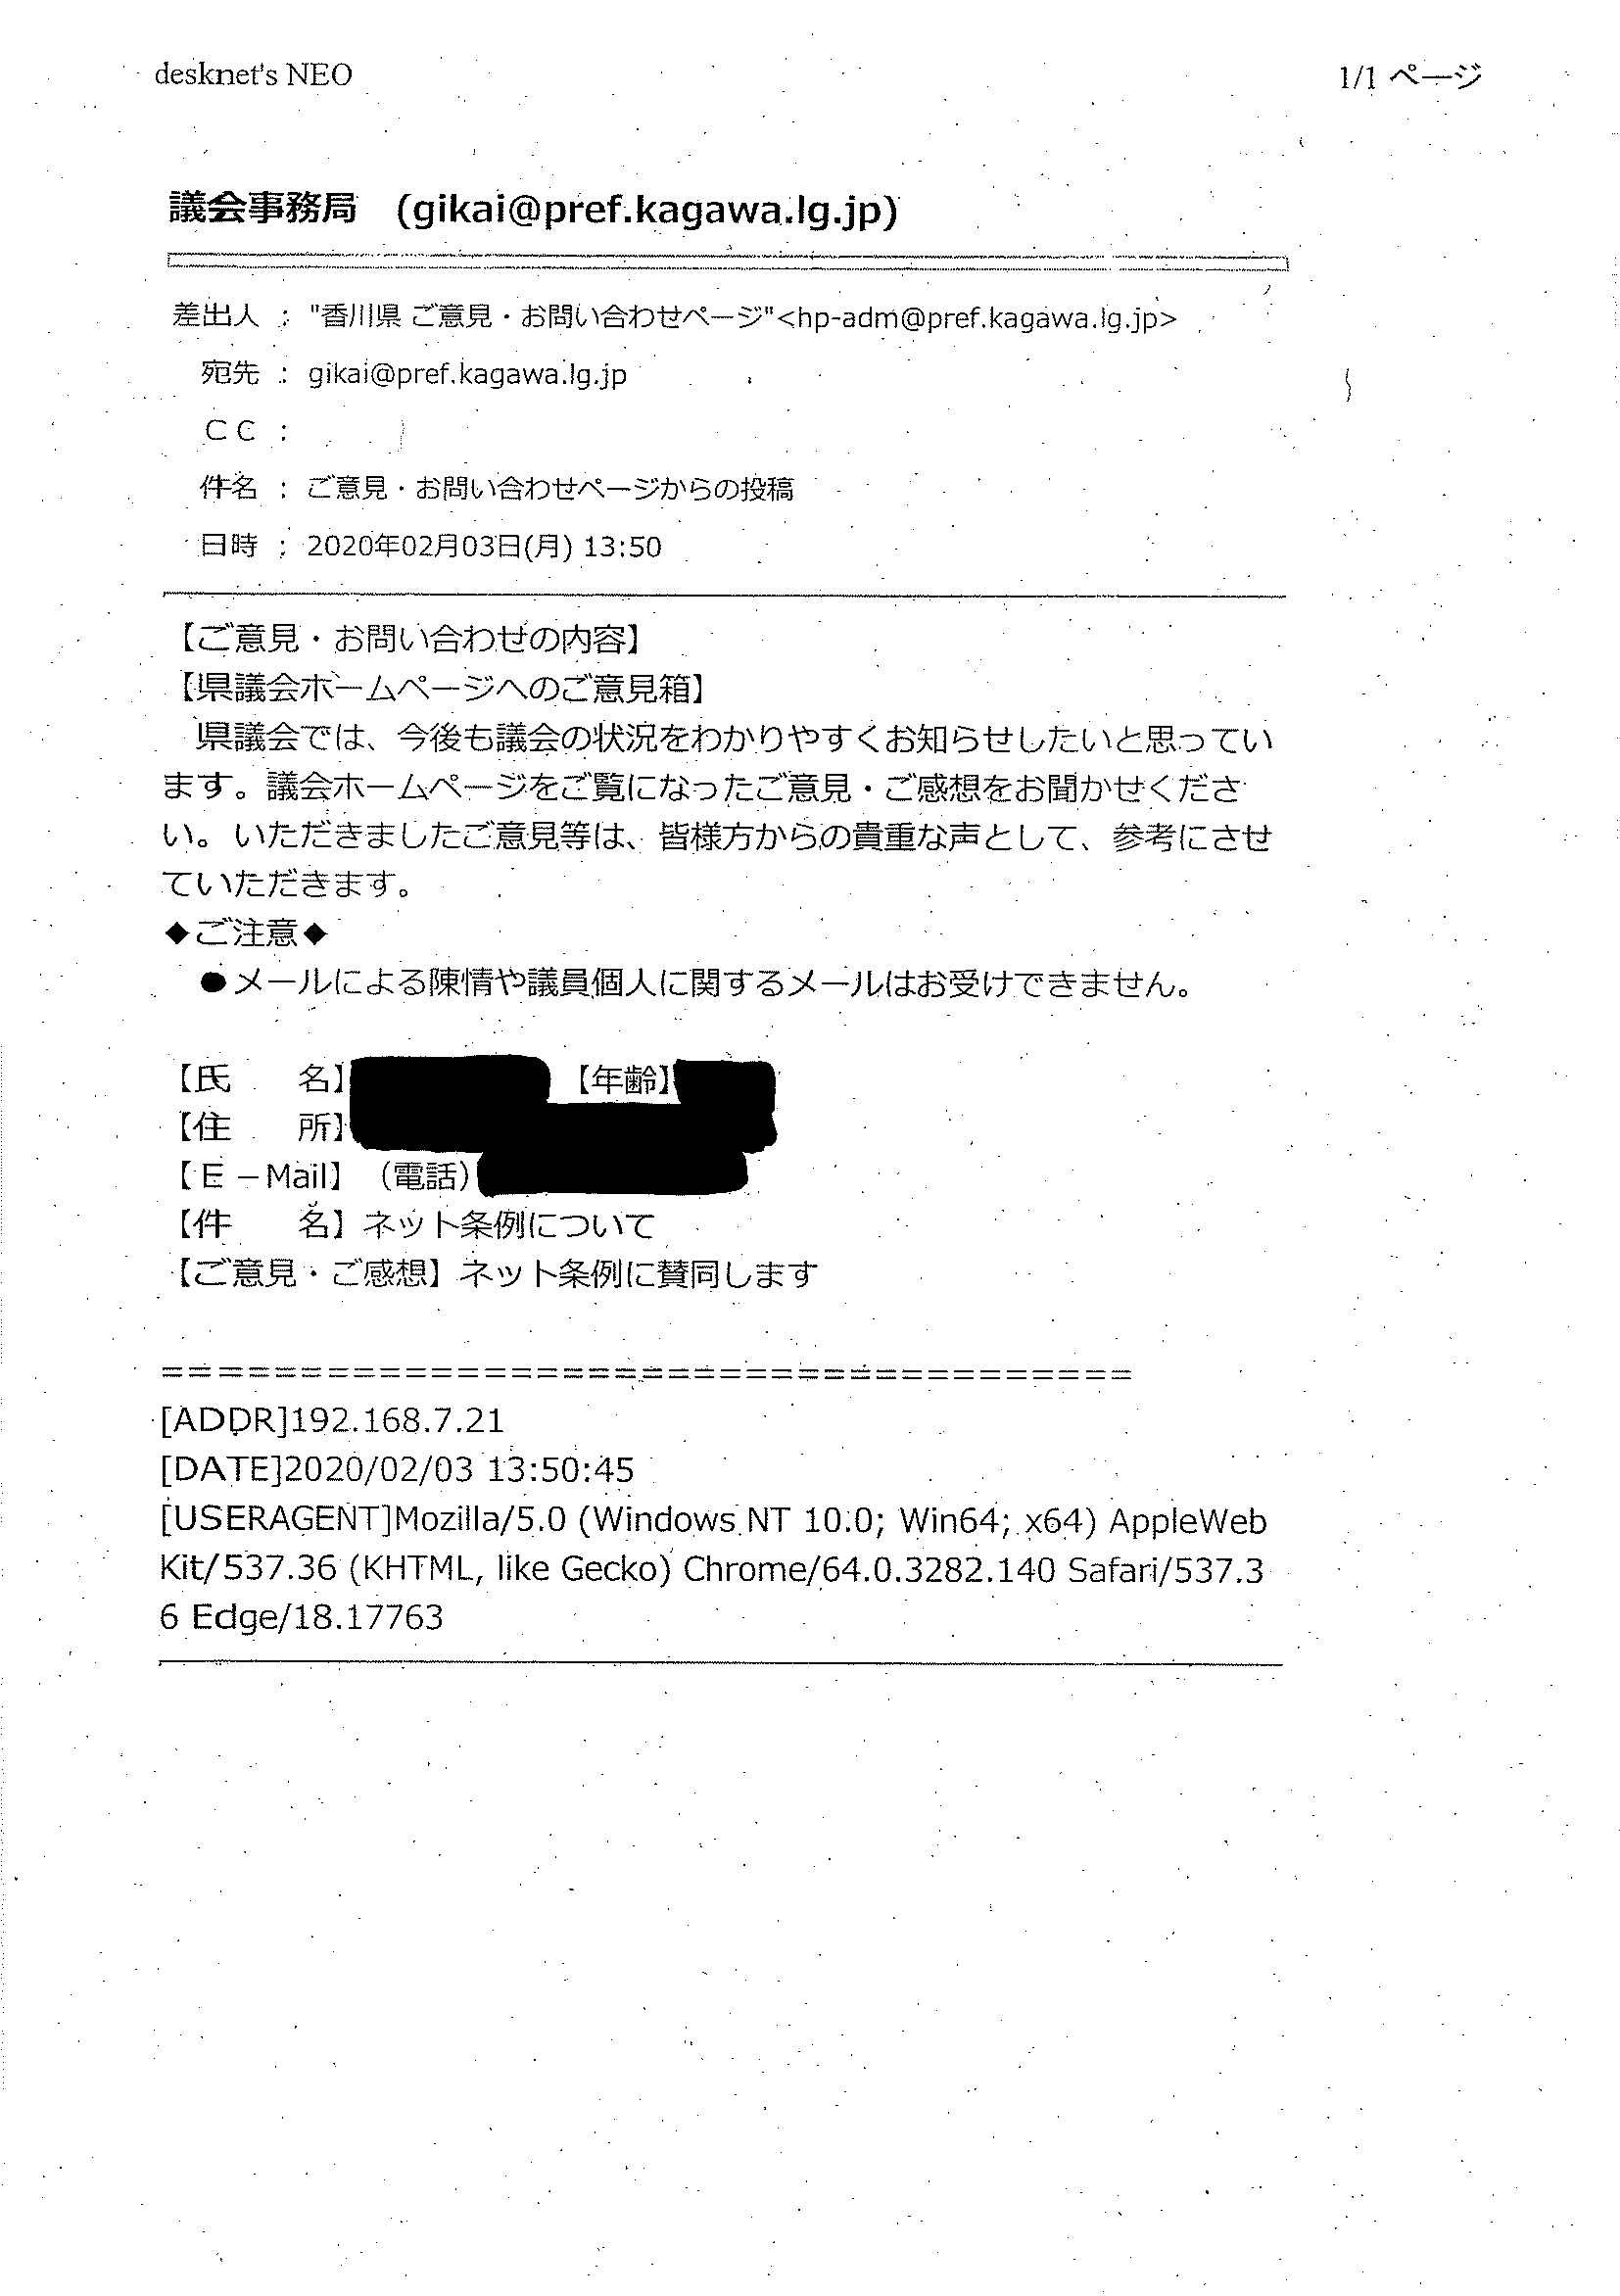 desknet's NEO
1/1 ページ
議会事務局 (gikai@pref.kagawa.lg.jp)
差出人 : "香川県 ご意見・お問い合わせページ"<hp-adm@pref.kagawa.lg.jp>
宛先 : gikai@pref.kagawa.lg.jp
ＣＣ :
件名 : ご意見・お問い合わせページからの投稿
日時 : 2020年02月03日(月) 13:50
【ご意見・お問い合わせの内容】
【県議会ホームページへのご意見箱】
　県議会では、今後も議会の状況をわかりやすくお知らせしたいと思ってい
ます。議会ホームページをご覧になったご意見・ご感想をお聞かせくださ
い。いただきましたご意見等は、皆様方からの貴重な声として、参考にさせ
ていただきます。
◆ご注意◆
　●メールによる陳情や議員個人に関するメールはお受けできません。
【氏　　名】　【年齢】
【住　　所】
【Ｅ－Mail】（電話）
【件　　名】ネット条例について
【ご意見・ご感想】ネット条例に賛同します
======================================
[ADDR]192.168.7.21
[DATE]2020/02/03 13:50:45
[USERAGENT]Mozilla/5.0 (Windows NT 10.0; Win64; x64) AppleWeb
Kit/537.36 (KHTML, like Gecko) Chrome/64.0.3282.140 Safari/537.3
6 Edge/18.17763